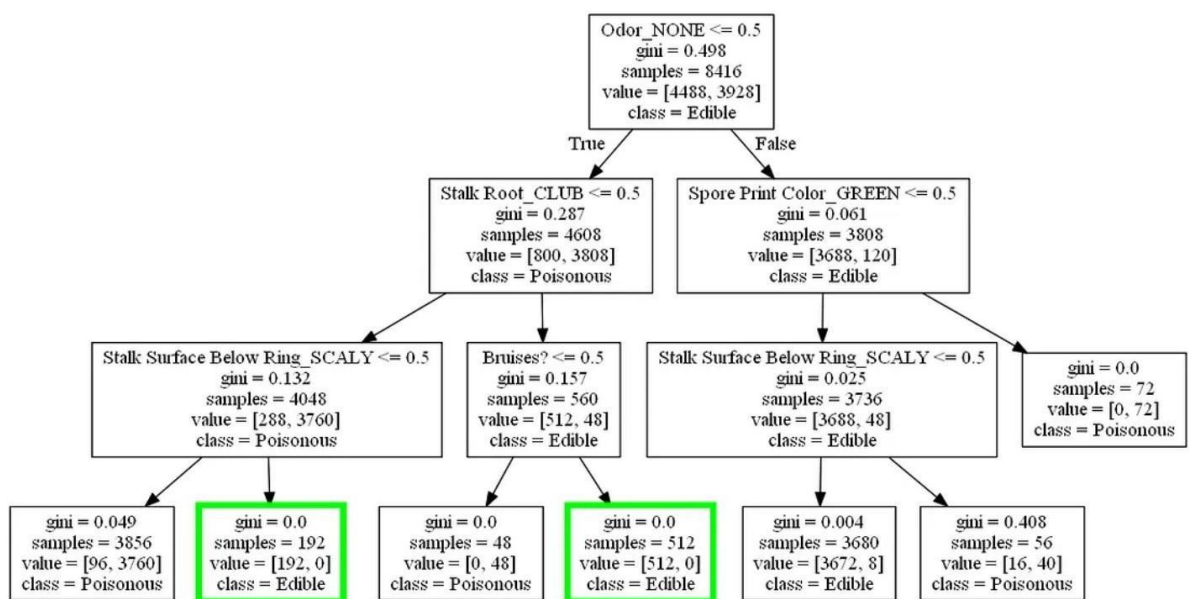 Odor_NONE <= 0.5
gini = 0.498
samples = 8416
value = [4488, 3928]
class = Edible
True
False
Stalk Root_CLUB <= 0.5
gini = 0.287
samples = 4608
value = [800, 3808]
class = Poisonous
Spore Print Color_GREEN <= 0.5
gini = 0.061
samples = 3808
value = [3688, 120]
class = Edible
Stalk Surface Below Ring_SCALY <= 0.5
gini = 0.132
samples = 4048
value = [288, 3760]
class = Poisonous
Bruises? <= 0.5
gini = 0.157
samples = 560
value = [512, 48]
class = Edible
Stalk Surface Below Ring_SCALY <= 0.5
gini = 0.025
samples = 3736
value = [3688, 48]
class = Edible
gini = 0.0
samples = 72
value = [0, 72]
class = Poisonous
gini = 0.049
samples = 3856
value = [96, 3760]
class = Poisonous
gini = 0.0
samples = 192
value = [192, 0]
class = Edible
gini = 0.0
samples = 48
value = [0, 48]
class = Poisonous
gini = 0.0
samples = 512
value = [512, 0]
class = Edible
gini = 0.004
samples = 3680
value = [3672, 8]
class = Edible
gini = 0.408
samples = 56
value = [16, 40]
class = Poisonous